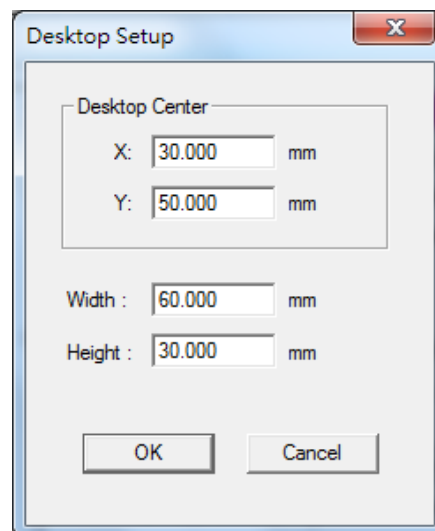 Desktop Setup
Desktop Center
X: 30.000 mm
Y: 50.000 mm
Width : 60.000 mm
Height : 30.000 mm
OK Cancel